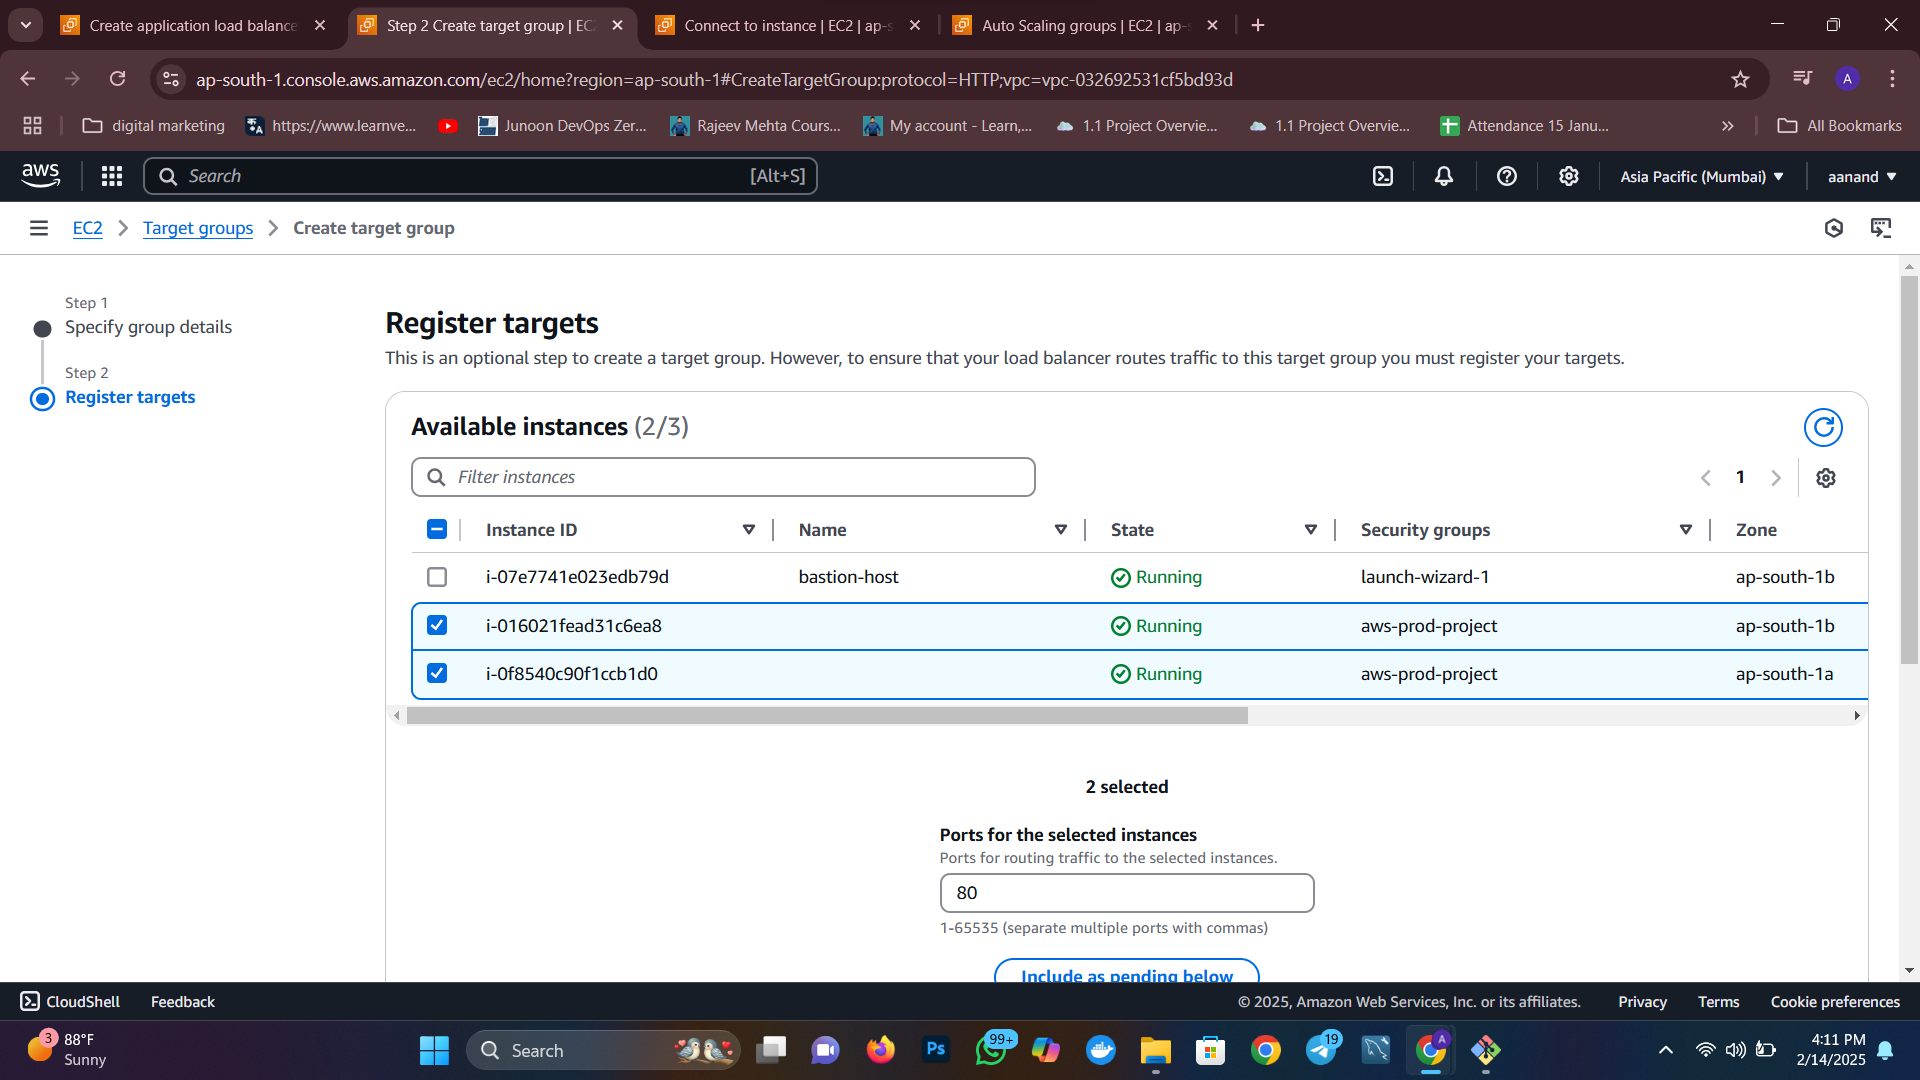 Create application load balance
Step 2 Create target group | EC
Connect to instance | EC2 | ap-s
Auto Scaling groups | EC2 | ap-s
ap-south-1.console.aws.amazon.com/ec2/home?region=ap-south-1#CreateTargetGroup:protocol=HTTP;vpc=vpc-032692531cf5bd93d
A
digital marketing
https://www.learnve...
Junoon DevOps Zer...
Rajeev Mehta Cours...
My account - Learn,...
1.1 Project Overvie...
1.1 Project Overvie...
Attendance 15 Janu...
All Bookmarks
aws
Search
[Alt+S]
Asia Pacific (Mumbai)
aanand
EC2
Target groups
Create target group
Step 1
Specify group details
Step 2
Register targets
Register targets
This is an optional step to create a target group. However, to ensure that your load balancer routes traffic to this target group you must register your targets.
Available instances (2/3)
Filter instances
1
Instance ID Name State Security groups Zone
i-07e7741e023edb79d bastion-host Running launch-wizard-1 ap-south-1b
i-016021fead31c6ea8 Running aws-prod-project ap-south-1b
i-0f8540c90f1ccb1d0 Running aws-prod-project ap-south-1a
2 selected
Ports for the selected instances
Ports for routing traffic to the selected instances.
80
1-65535 (separate multiple ports with commas)
Include as pending below
CloudShell
Feedback
© 2025, Amazon Web Services, Inc. or its affiliates.
Privacy
Terms
Cookie preferences
3
88°F
Sunny
Search
Ps
99+
19
A
4:11 PM
2/14/2025